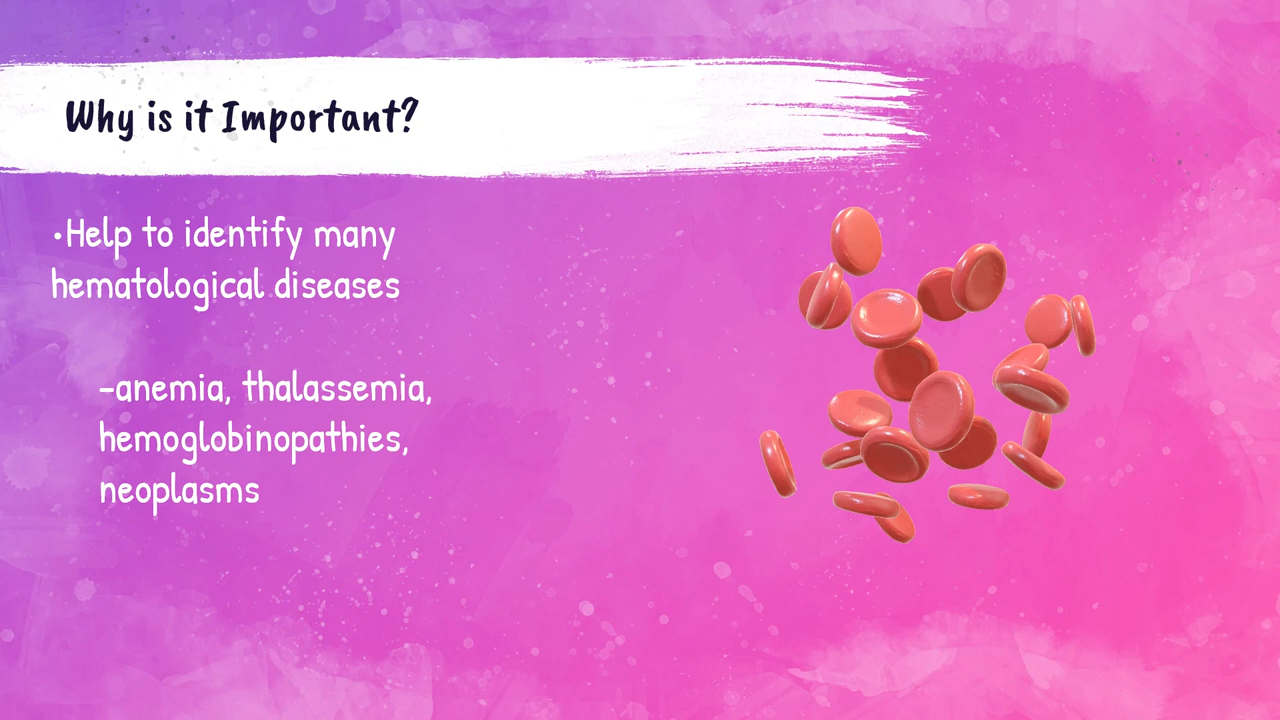 Why is it Important?
•Help to identify many
hematological diseases
-anemia, thalassemia,
hemoglobinopathies,
neoplasms